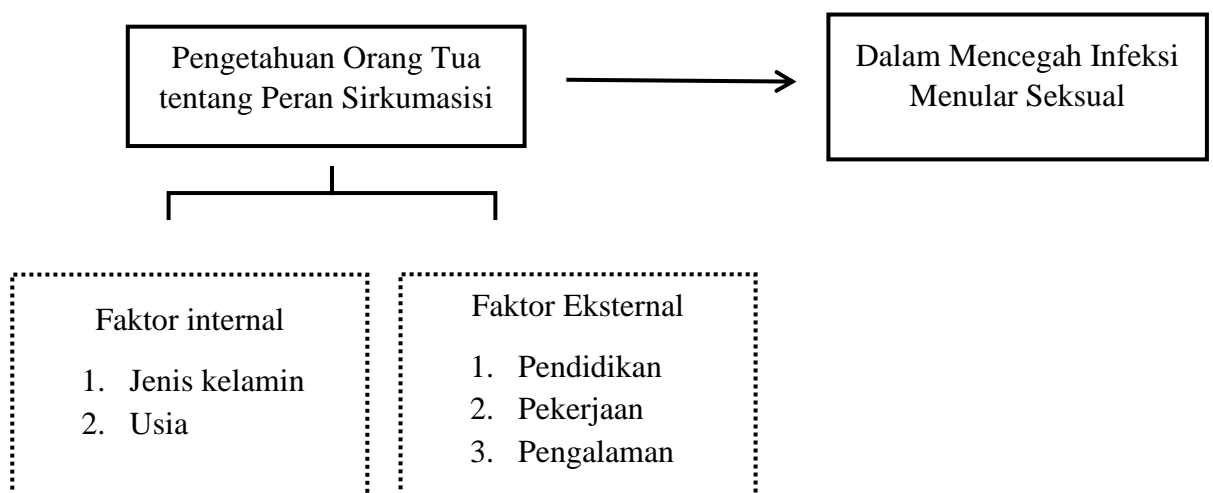 Pengetahuan Orang Tua
tentang Peran Sirkumasisi
Dalam Mencegah Infeksi
Menular Seksual
Faktor internal
1. Jenis kelamin
2. Usia
Faktor Eksternal
1. Pendidikan
2. Pekerjaan
3. Pengalaman